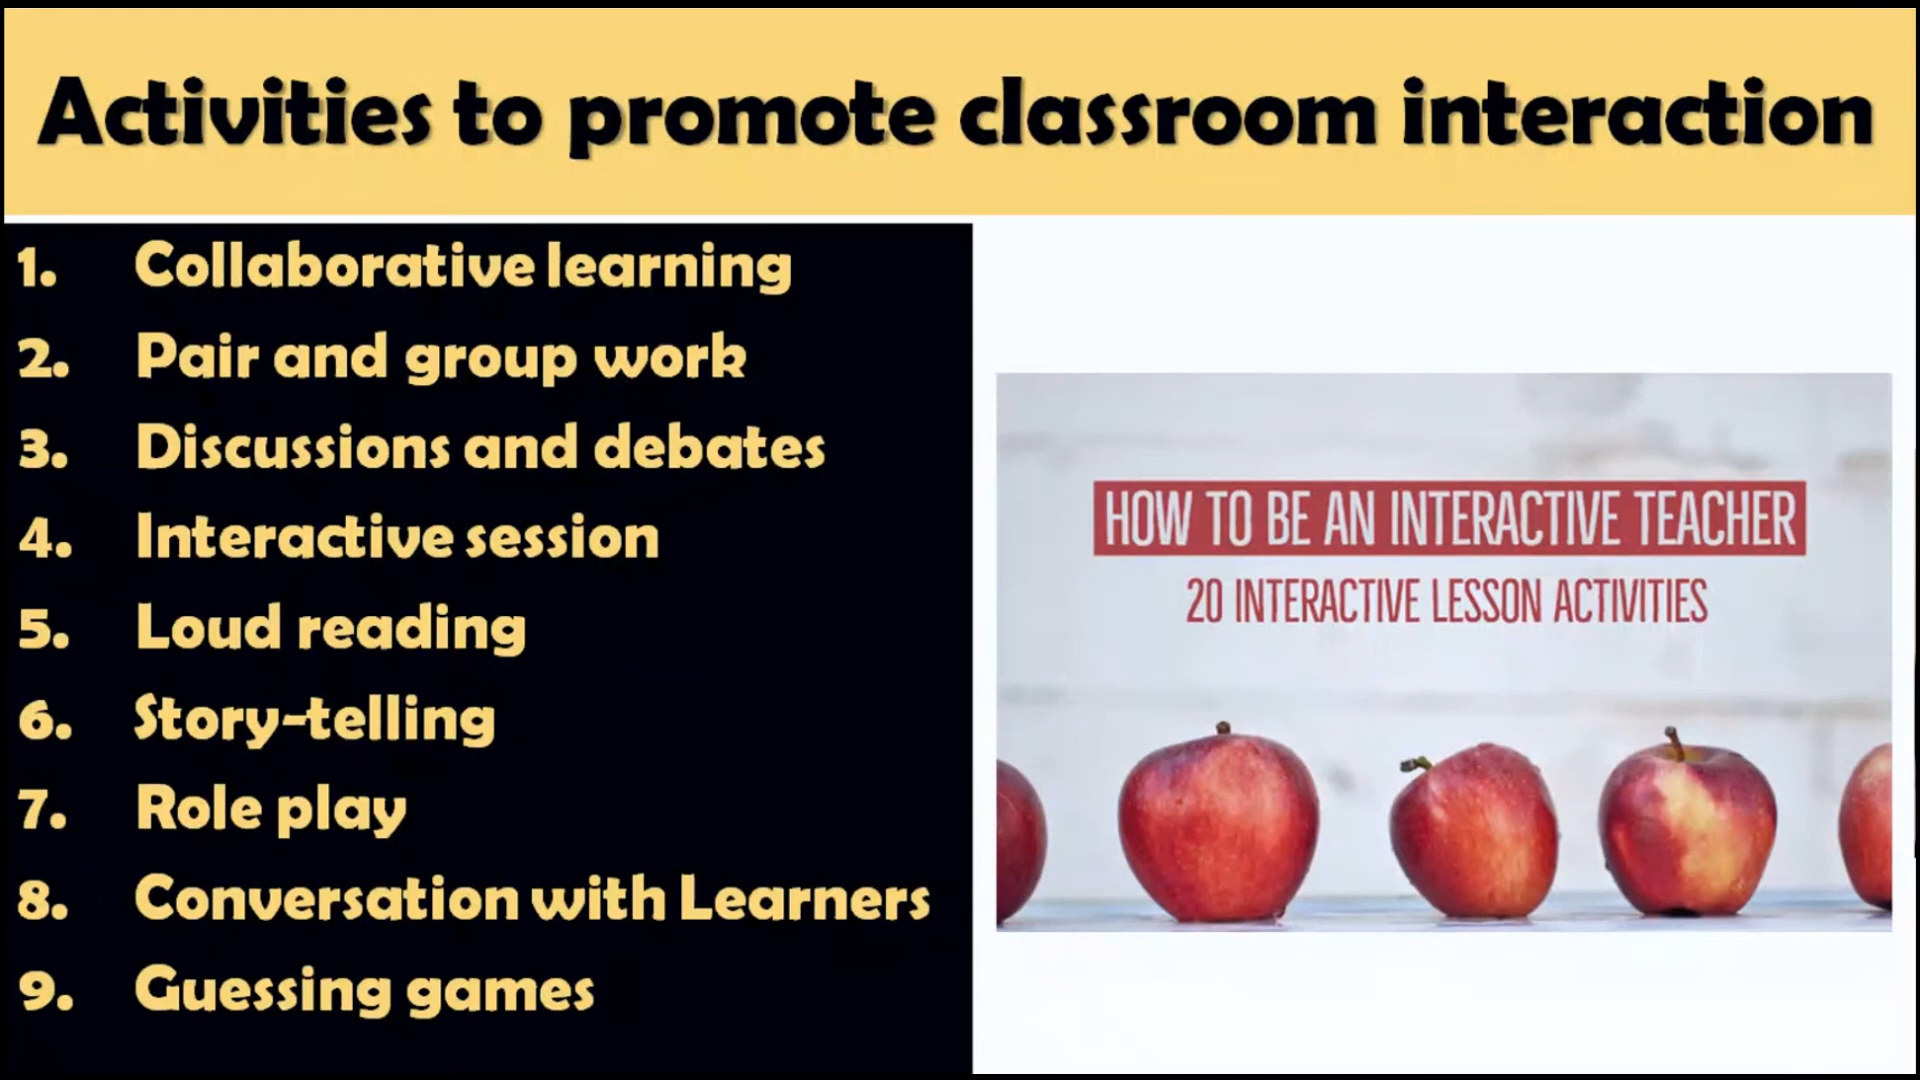 Activities to promote classroom interaction
1. Collaborative learning
2. Pair and group work
3. Discussions and debates
4. Interactive session
5. Loud reading
6. Story-telling
7. Role play
8. Conversation with Learners
9. Guessing games
HOW TO BE AN INTERACTIVE TEACHER
20 INTERACTIVE LESSON ACTIVITIES